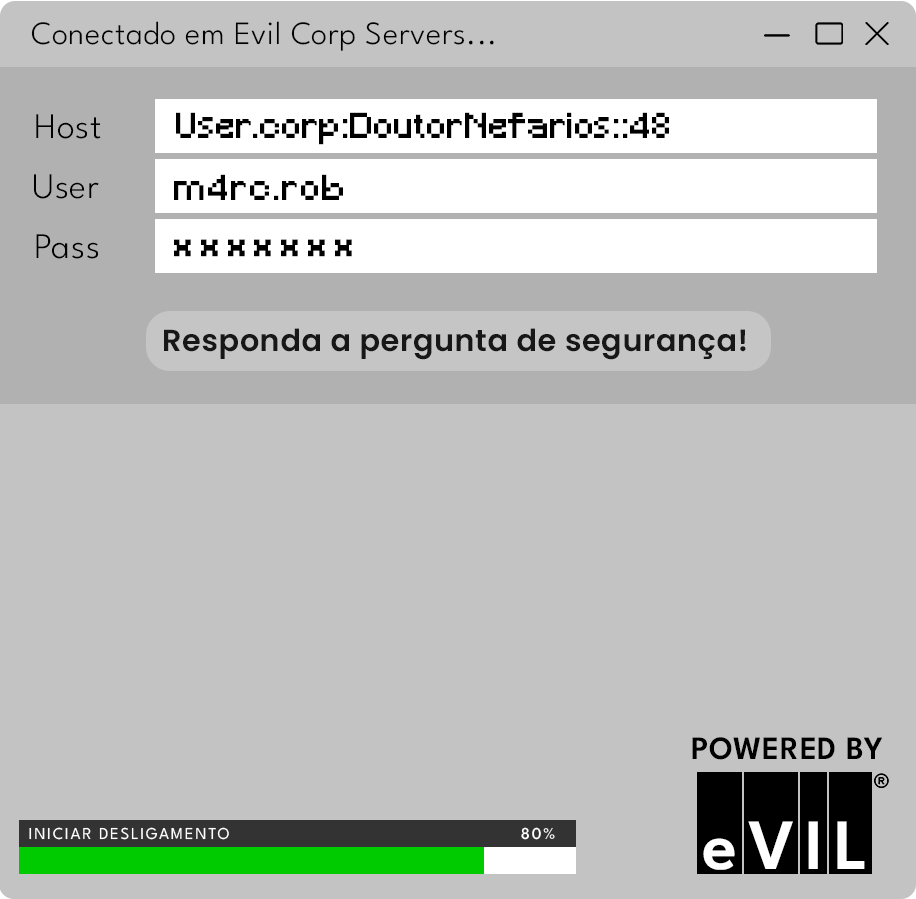 Conectado em Evil Corp Servers...
Host User.corp:DoutorNefarios::48
User m4rc.rob
Pass xxxxxxx
Responda a pergunta de segurança!
POWERED BY
eVIL®
INICIAR DESLIGAMENTO 80%